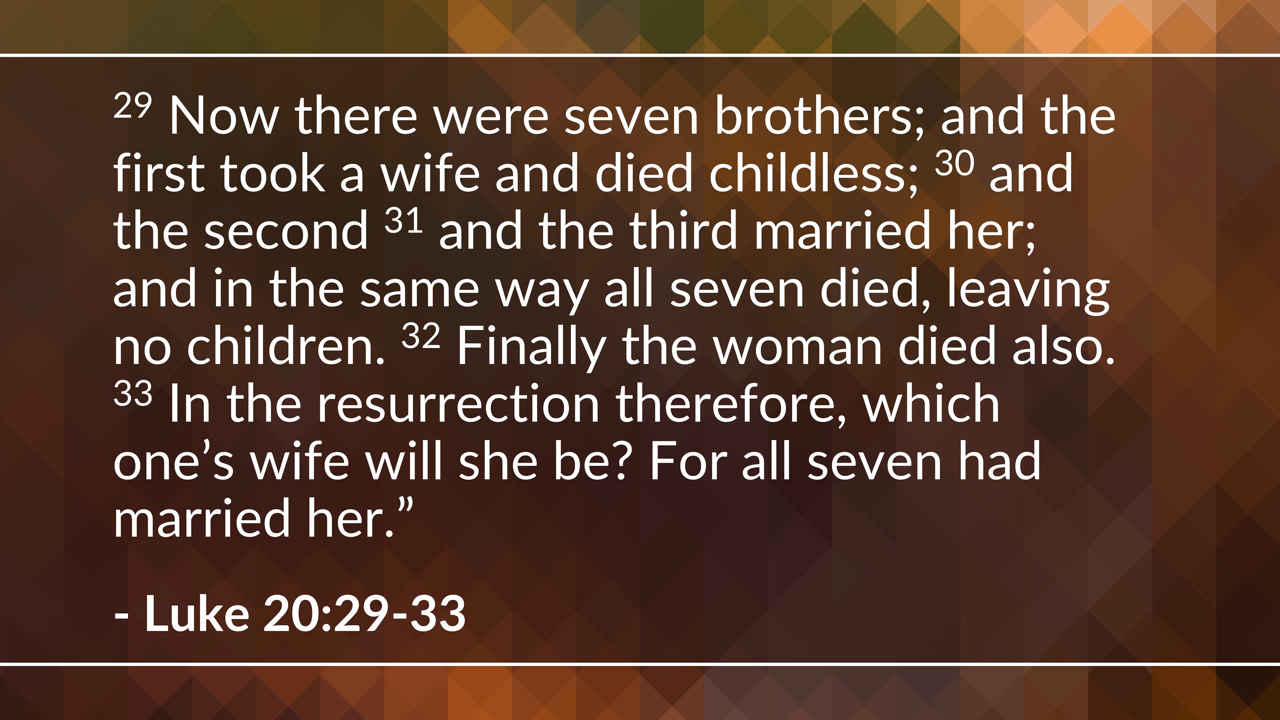 29 Now there were seven brothers; and the
first took a wife and died childless; 30 and
the second 31 and the third married her;
and in the same way all seven died, leaving
no children. 32 Finally the woman died also.
33 In the resurrection therefore, which
one’s wife will she be? For all seven had
married her.”
- Luke 20:29-33